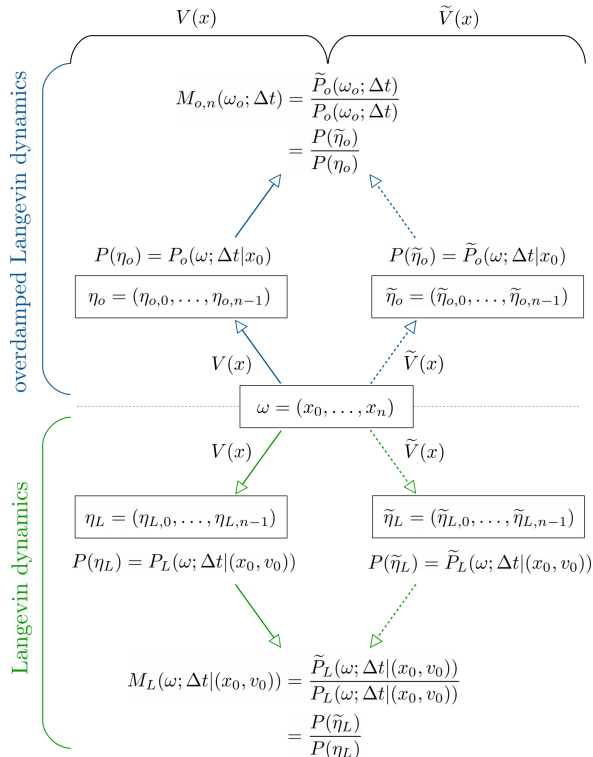 V(x) Ṽ(x)
overdamped Langevin dynamics
M_{o,n}(ω_o; Δt) = P̃_o(ω_o; Δt) / P_o(ω_o; Δt)
= P(η̃_o) / P(η_o)
P(η_o) = P_o(ω; Δt|x_0) P(η̃_o) = P̃_o(ω; Δt|x_0)
η_o = (η_{o,0}, . . . , η_{o,n−1}) η̃_o = (η̃_{o,0}, . . . , η̃_{o,n−1})
V(x) Ṽ(x)
ω = (x_0, . . . , x_n)
Langevin dynamics
V(x) Ṽ(x)
η_L = (η_{L,0}, . . . , η_{L,n−1}) η̃_L = (η̃_{L,0}, . . . , η̃_{L,n−1})
P(η_L) = P_L(ω; Δt|(x_0, v_0)) P(η̃_L) = P̃_L(ω; Δt|(x_0, v_0))
M_L(ω; Δt|(x_0, v_0)) = P̃_L(ω; Δt|(x_0, v_0)) / P_L(ω; Δt|(x_0, v_0))
= P(η̃_L) / P(η_L)